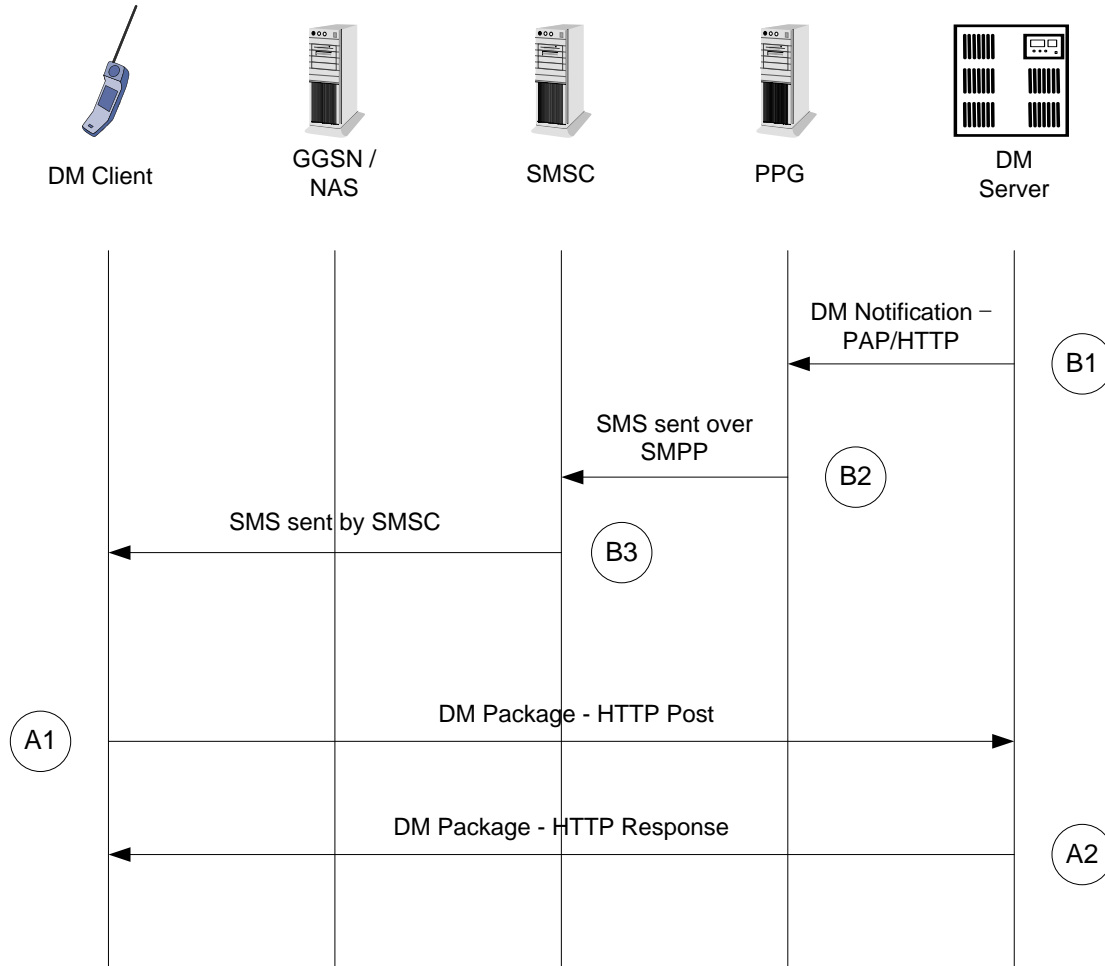 DM Client
GGSN /
NAS
SMSC
PPG
DM
Server
DM Notification –
PAP/HTTP
B1
SMS sent over
SMPP
B2
SMS sent by SMSC
B3
DM Package - HTTP Post
A1
DM Package - HTTP Response
A2